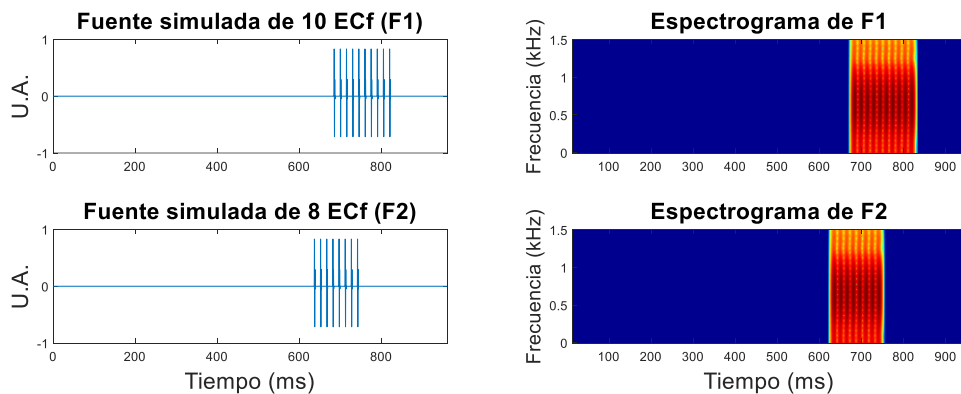 Fuente simulada de 10 ECf (F1)
U.A.
1
0
-1
0 200 400 600 800
Espectrograma de F1
Frecuencia (kHz)
1.5
1
0.5
0
100 200 300 400 500 600 700 800 900
Fuente simulada de 8 ECf (F2)
U.A.
1
0
-1
0 200 400 600 800
Tiempo (ms)
Espectrograma de F2
Frecuencia (kHz)
1.5
1
0.5
0
100 200 300 400 500 600 700 800 900
Tiempo (ms)